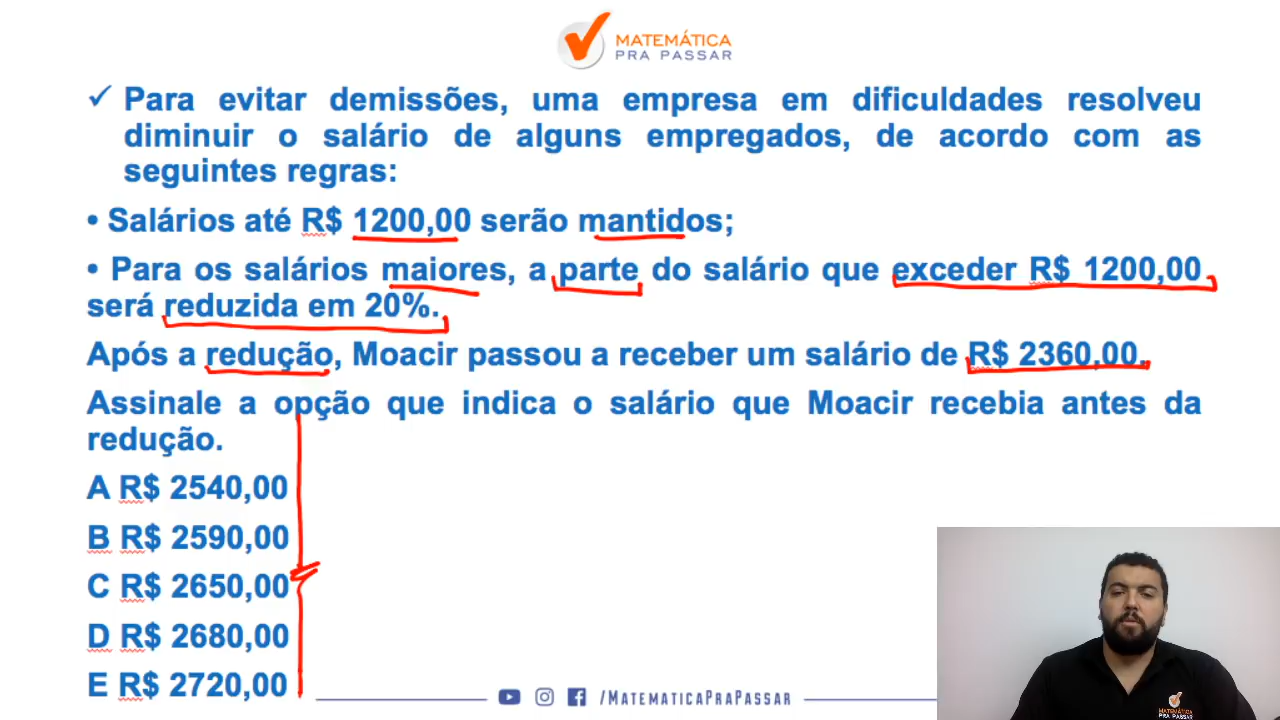 MATEMÁTICA
PRA PASSAR
✓ Para evitar demissões, uma empresa em dificuldades resolveu
diminuir o salário de alguns empregados, de acordo com as
seguintes regras:
• Salários até R$ 1200,00 serão mantidos;
• Para os salários maiores, a parte do salário que exceder R$ 1200,00
será reduzida em 20%.
Após a redução, Moacir passou a receber um salário de R$ 2360,00.
Assinale a opção que indica o salário que Moacir recebia antes da
redução.
A R$ 2540,00
B R$ 2590,00
C R$ 2650,00
D R$ 2680,00
E R$ 2720,00
/MATEMATICAPRAPASSAR
MATEMÁTICA
PRA PASSAR